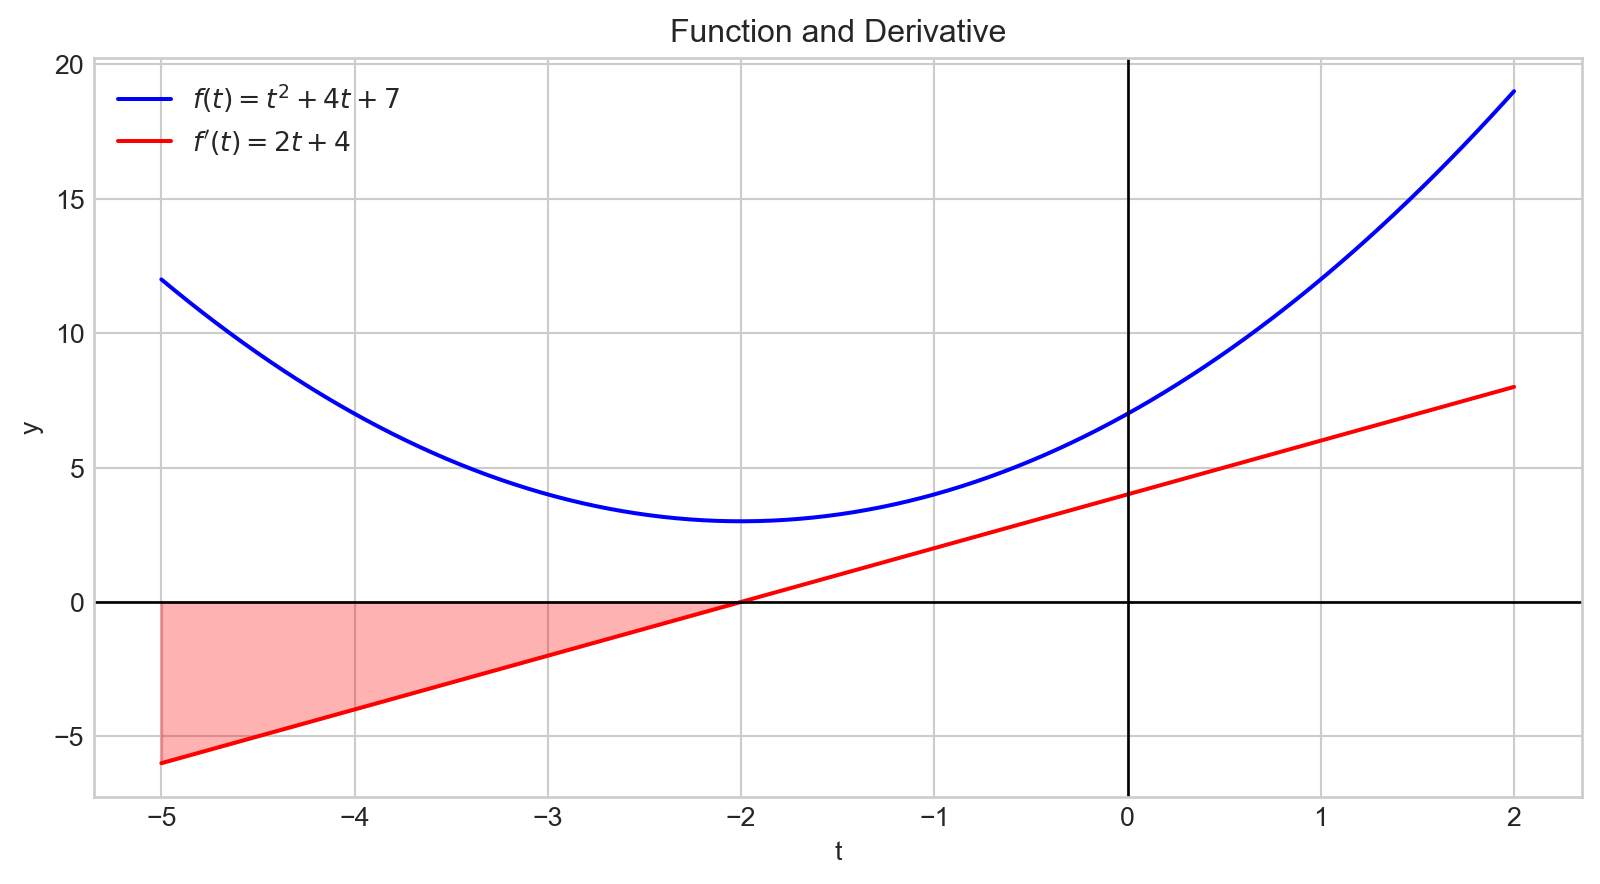 Function and Derivative
20
f(t) = t² + 4t + 7
f′(t) = 2t + 4
15
10
y
5
0
−5
−5 −4 −3 −2 −1 0 1 2
t